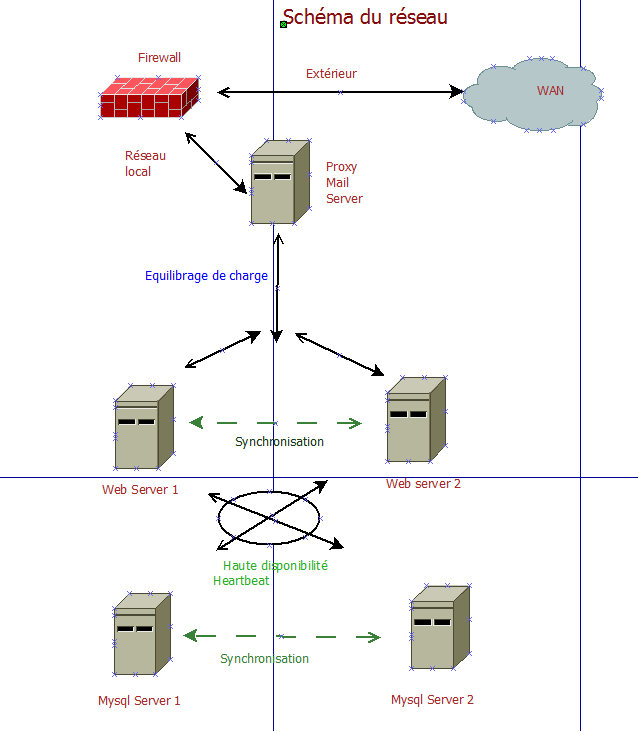 Schéma du réseau
Firewall
Extérieur
WAN
Réseau
local
Proxy
Mail
Server
Equilibrage de charge
Synchronisation
Web Server 1
Web server 2
Haute disponibilité
Heartbeat
Synchronisation
Mysql Server 1
Mysql Server 2